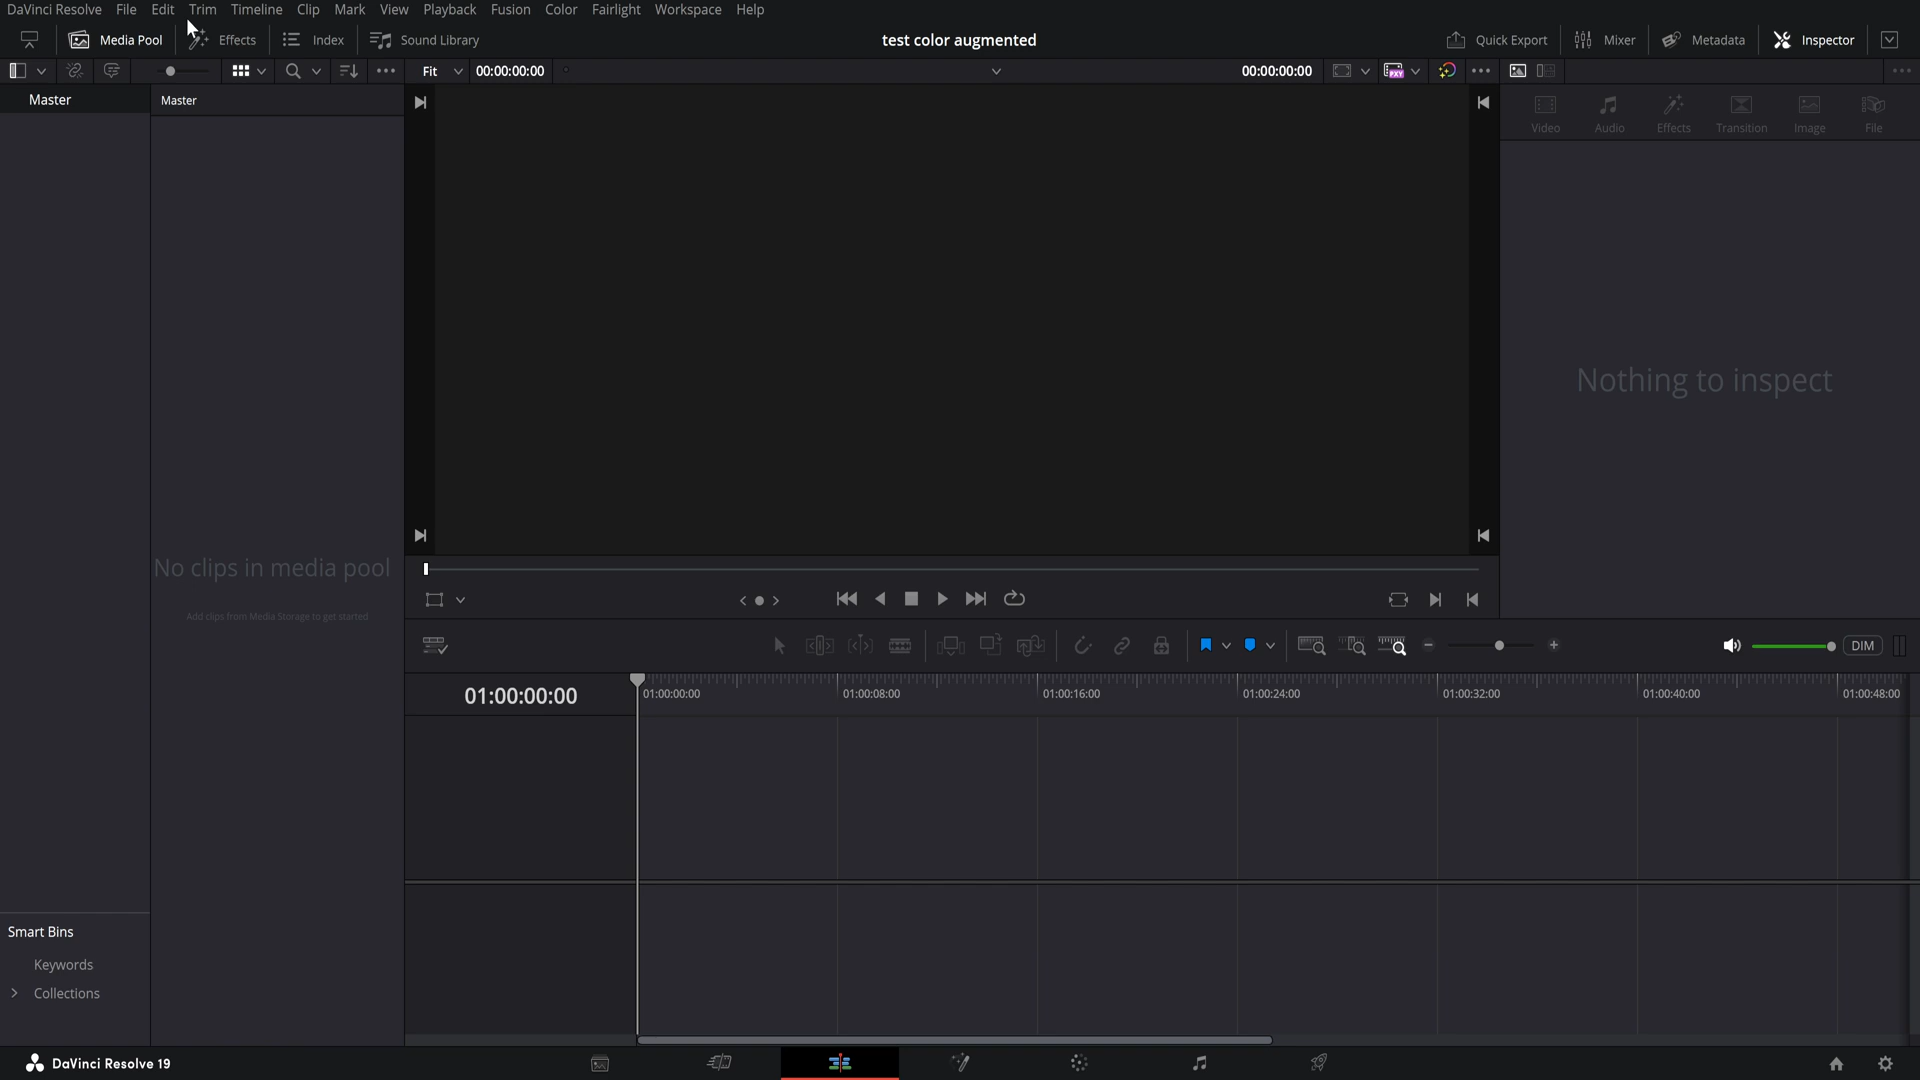 DaVinci Resolve File Edit Trim Timeline Clip Mark View Playback Fusion Color Fairlight Workspace Help
Media Pool Effects Index Sound Library test color augmented Quick Export Mixer Metadata Inspector
Fit 00:00:00:00 00:00:00:00 PXY
Master Master
Video Audio Effects Transition Image File
Nothing to inspect
No clips in media pool
Add clips from Media Storage to get started
DIM
01:00:00:00 01:00:00:00 01:00:08:00 01:00:16:00 01:00:24:00 01:00:32:00 01:00:40:00 01:00:48:00
Smart Bins
Keywords
Collections
DaVinci Resolve 19